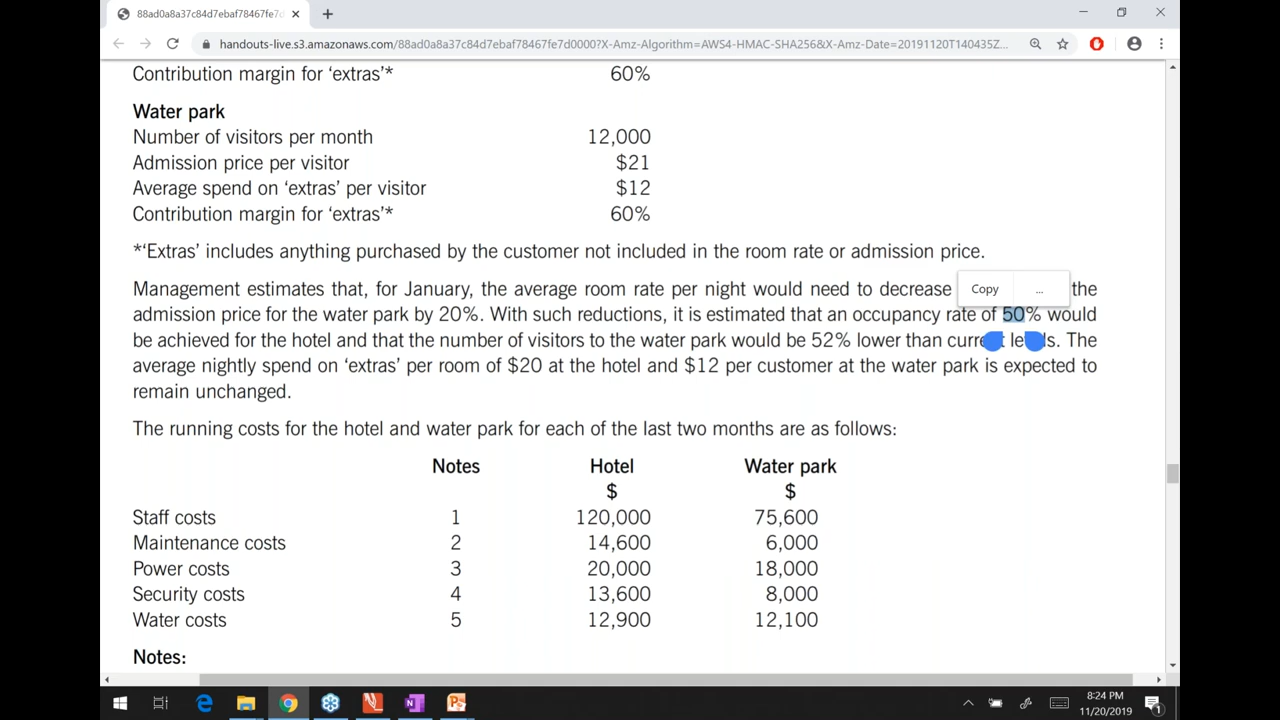 88ad0a8a37c84d7ebaf78467fe7d
handouts-live.s3.amazonaws.com/88ad0a8a37c84d7ebaf78467fe7d0000?X-Amz-Algorithm=AWS4-HMAC-SHA256&X-Amz-Date=20191120T140435Z...
Contribution margin for 'extras'* 60%
Water park
Number of visitors per month 12,000
Admission price per visitor $21
Average spend on 'extras' per visitor $12
Contribution margin for 'extras'* 60%
*'Extras' includes anything purchased by the customer not included in the room rate or admission price.
Management estimates that, for January, the average room rate per night would need to decrease the
Copy ...
admission price for the water park by 20%. With such reductions, it is estimated that an occupancy rate of 50% would
be achieved for the hotel and that the number of visitors to the water park would be 52% lower than The
average nightly spend on 'extras' per room of $20 at the hotel and $12 per customer at the water park is expected to
remain unchanged.
The running costs for the hotel and water park for each of the last two months are as follows:
Notes Hotel Water park
$ $
Staff costs 1 120,000 75,600
Maintenance costs 2 14,600 6,000
Power costs 3 20,000 18,000
Security costs 4 13,600 8,000
Water costs 5 12,900 12,100
Notes:
8:24 PM
11/20/2019
1